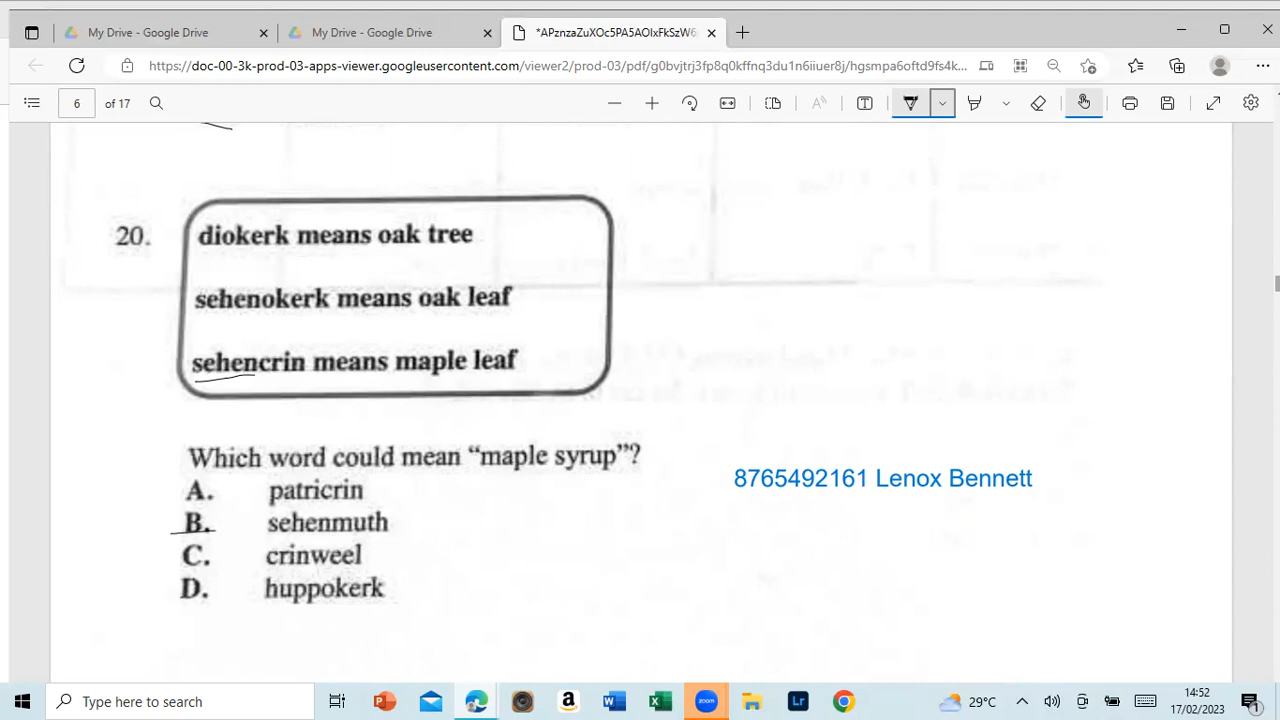 My Drive - Google Drive
My Drive - Google Drive
*APznzaZuXOc5PA5AOIxFkSzW6
https://doc-00-3k-prod-03-apps-viewer.googleusercontent.com/viewer2/prod-03/pdf/g0bvjtrj3fp8q0kffnq3du1n6iiuer8j/hgsmpa6oftd9fs4k...
6 of 17
20.
diokerk means oak tree
sehenokerk means oak leaf
sehencrin means maple leaf
Which word could mean “maple syrup”?
A. patricrin
B. sehenmuth
C. crinweel
D. huppokerk
8765492161 Lenox Bennett
Type here to search
zoom
Lr
29°C
14:52
17/02/2023
1